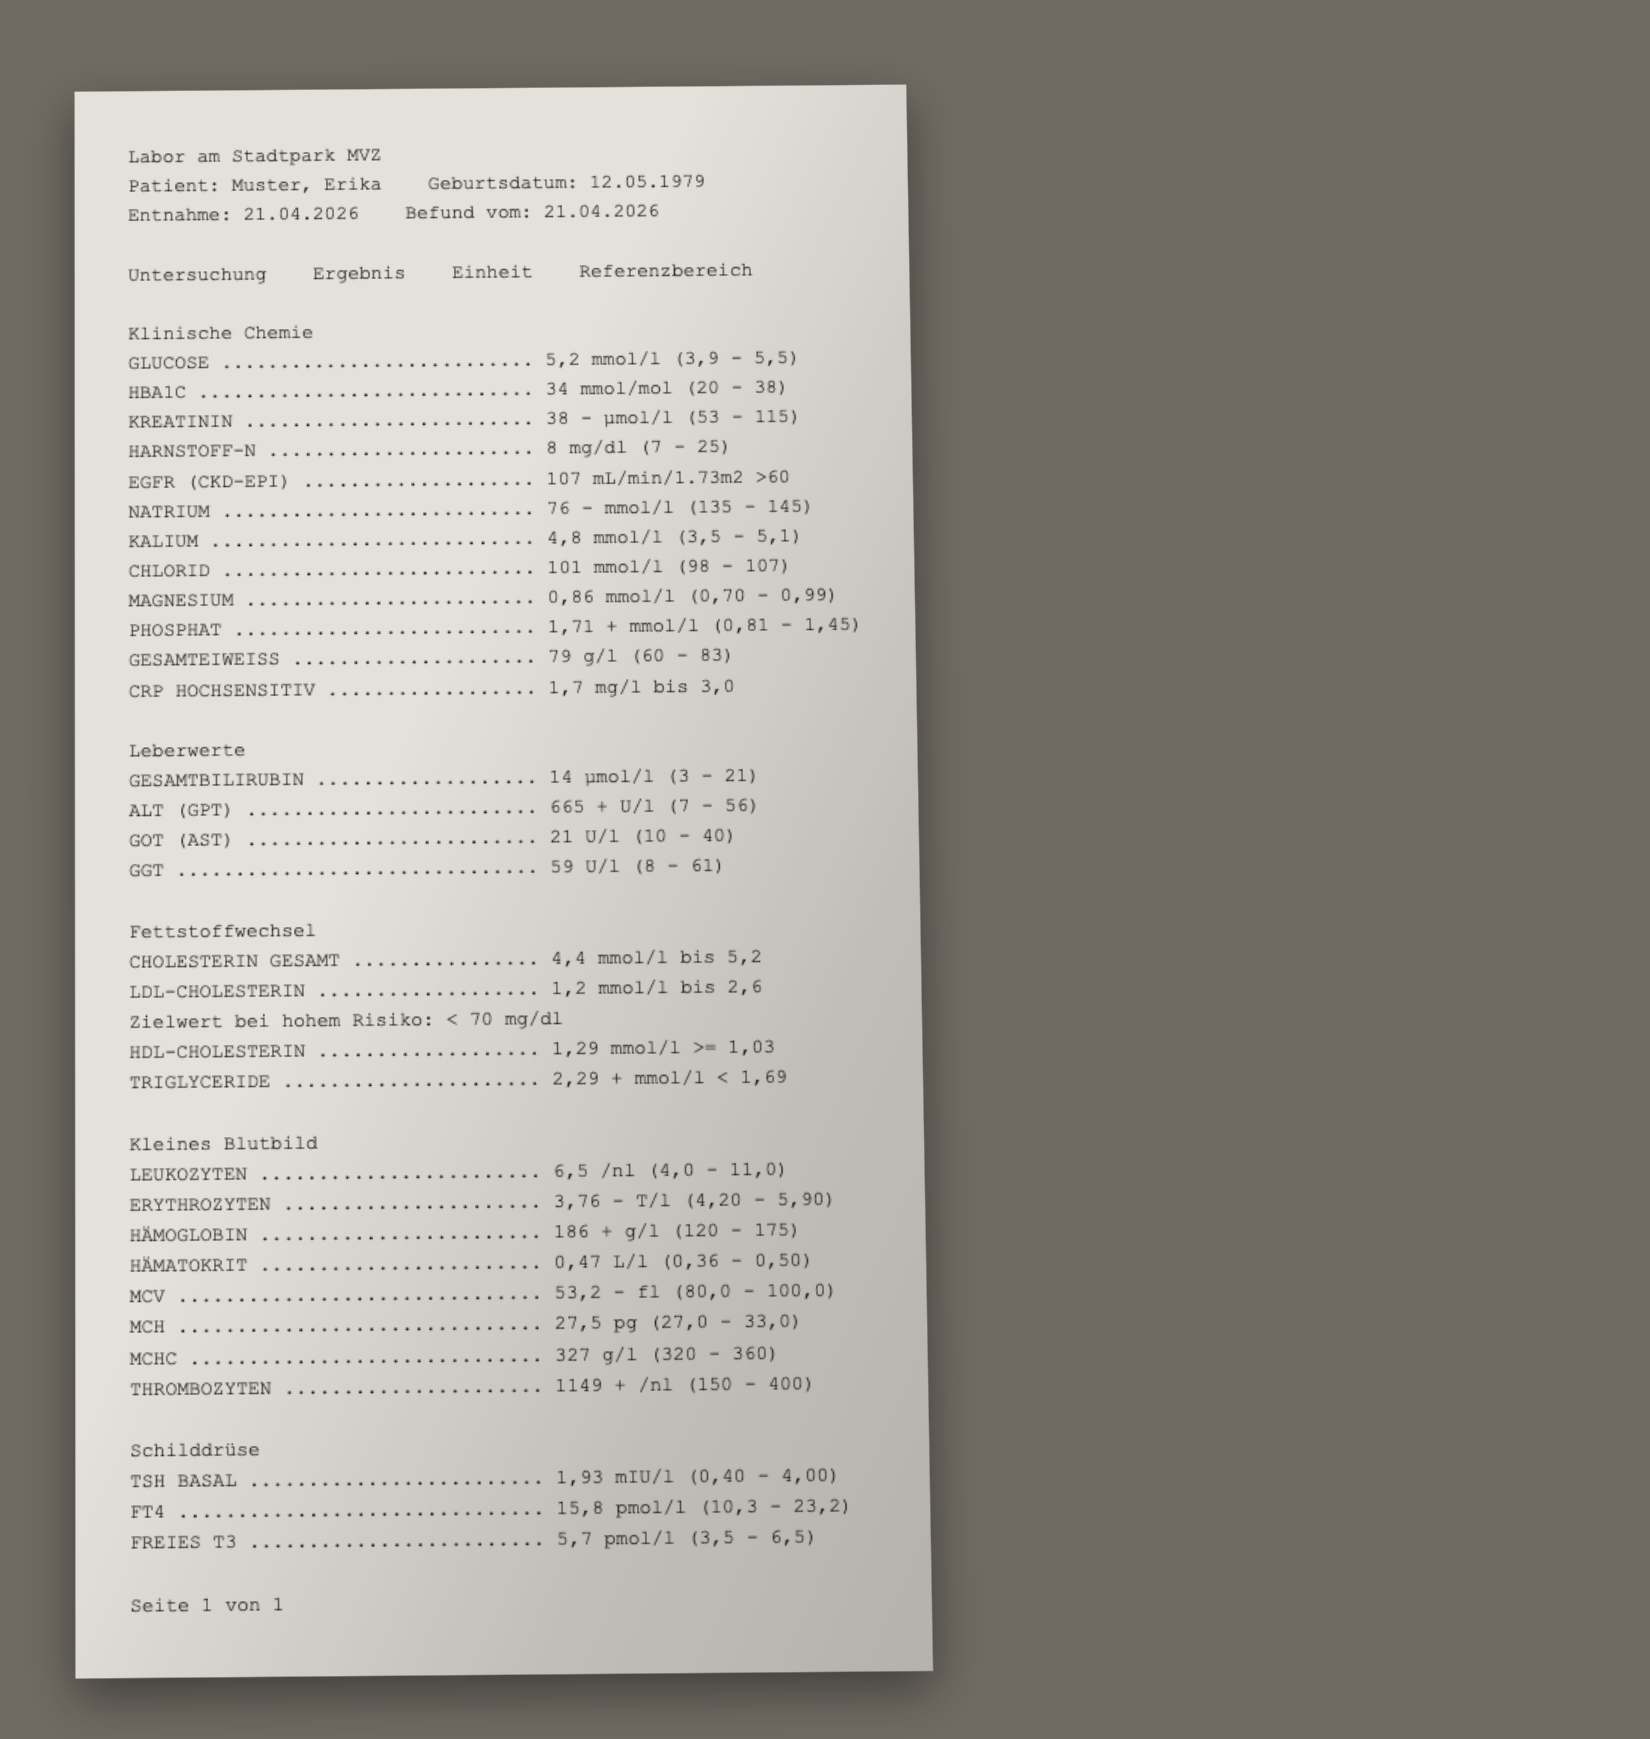 Labor am Stadtpark MVZ
Patient: Muster, Erika    Geburtsdatum: 12.05.1979
Entnahme: 21.04.2026    Befund vom: 21.04.2026
Untersuchung    Ergebnis    Einheit    Referenzbereich
Klinische Chemie
GLUCOSE ........................... 5,2 mmol/l (3,9 - 5,5)
HBA1C ............................. 34 mmol/mol (20 - 38)
KREATININ ......................... 38 - µmol/l (53 - 115)
HARNSTOFF-N ....................... 8 mg/dl (7 - 25)
EGFR (CKD-EPI) .................... 107 mL/min/1.73m2 >60
NATRIUM ........................... 76 - mmol/l (135 - 145)
KALIUM ............................ 4,8 mmol/l (3,5 - 5,1)
CHLORID ........................... 101 mmol/l (98 - 107)
MAGNESIUM ......................... 0,86 mmol/l (0,70 - 0,99)
PHOSPHAT .......................... 1,71 + mmol/l (0,81 - 1,45)
GESAMTEIWEISS ..................... 79 g/l (60 - 83)
CRP HOCHSENSITIV .................. 1,7 mg/l bis 3,0
Leberwerte
GESAMTBILIRUBIN ................... 14 µmol/l (3 - 21)
ALT (GPT) ......................... 665 + U/l (7 - 56)
GOT (AST) ......................... 21 U/l (10 - 40)
GGT ............................... 59 U/l (8 - 61)
Fettstoffwechsel
CHOLESTERIN GESAMT ................ 4,4 mmol/l bis 5,2
LDL-CHOLESTERIN ................... 1,2 mmol/l bis 2,6
Zielwert bei hohem Risiko: < 70 mg/dl
HDL-CHOLESTERIN ................... 1,29 mmol/l >= 1,03
TRIGLYCERIDE ...................... 2,29 + mmol/l < 1,69
Kleines Blutbild
LEUKOZYTEN ........................ 6,5 /nl (4,0 - 11,0)
ERYTHROZYTEN ...................... 3,76 - T/l (4,20 - 5,90)
HÄMOGLOBIN ........................ 186 + g/l (120 - 175)
HÄMATOKRIT ........................ 0,47 L/l (0,36 - 0,50)
MCV ............................... 53,2 - fl (80,0 - 100,0)
MCH ............................... 27,5 pg (27,0 - 33,0)
MCHC .............................. 327 g/l (320 - 360)
THROMBOZYTEN ...................... 1149 + /nl (150 - 400)
Schilddrüse
TSH BASAL ......................... 1,93 mIU/l (0,40 - 4,00)
FT4 ............................... 15,8 pmol/l (10,3 - 23,2)
FREIES T3 ......................... 5,7 pmol/l (3,5 - 6,5)
Seite 1 von 1